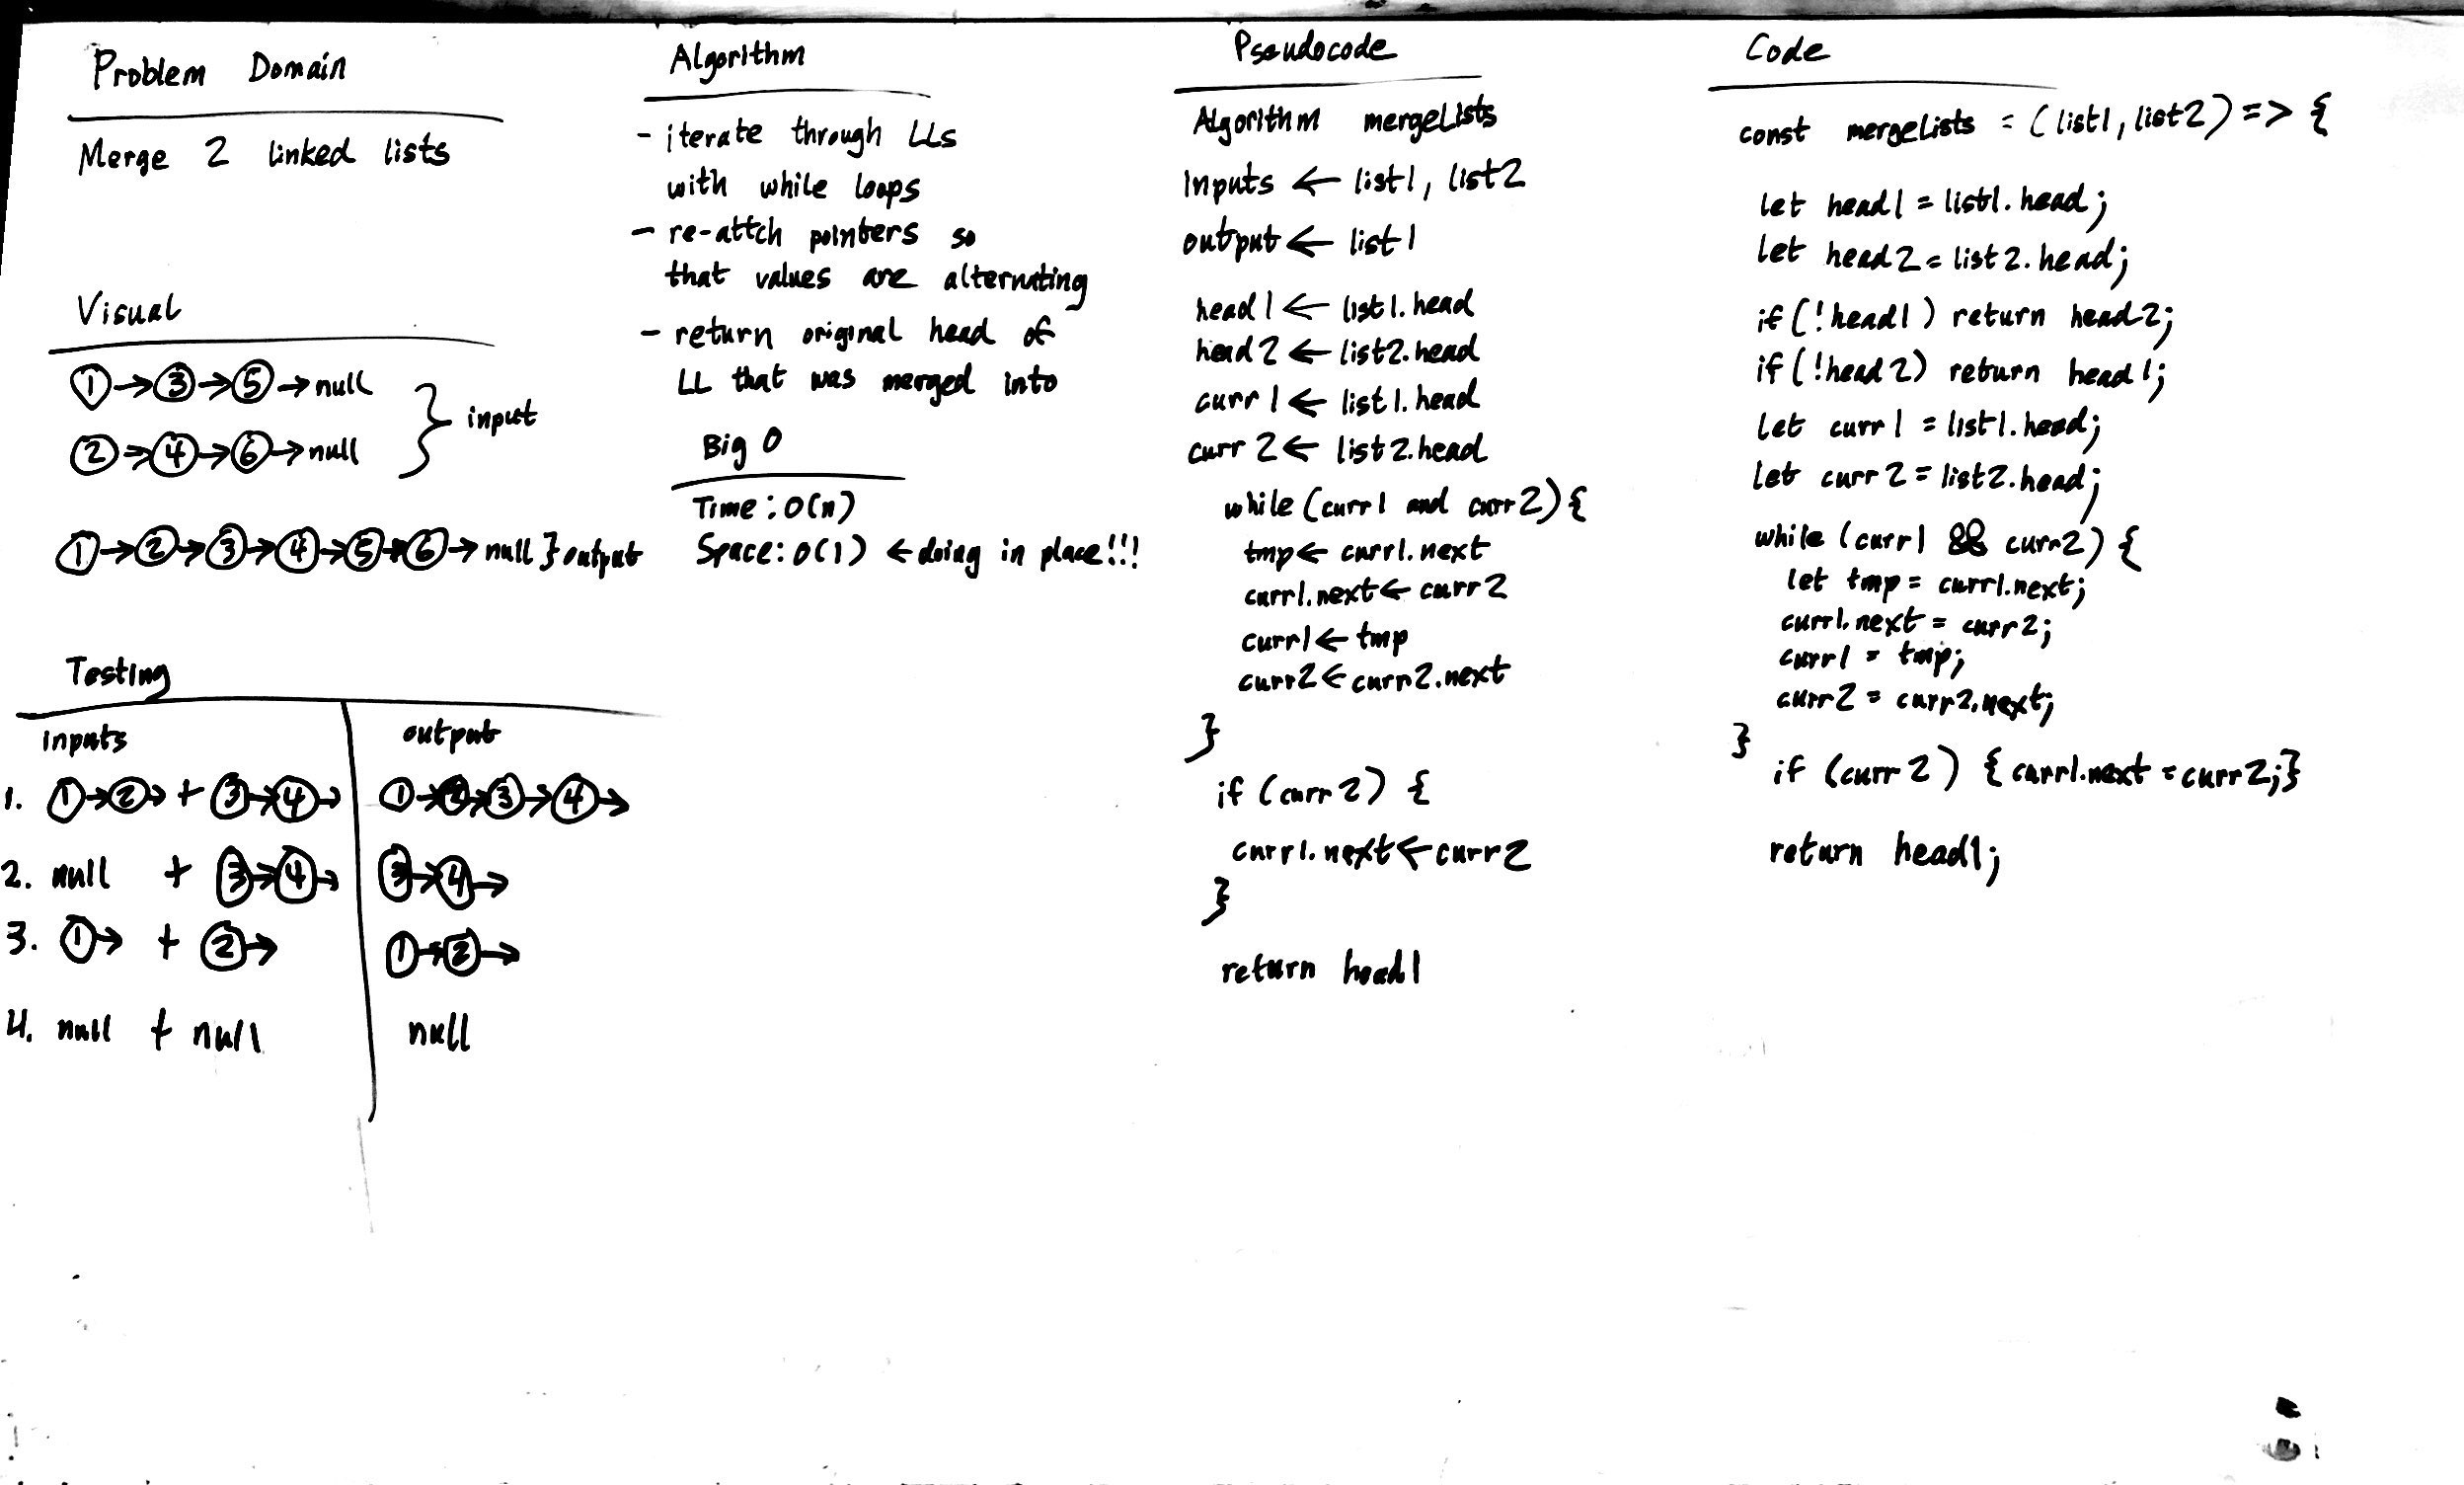 Problem Domain
Merge 2 linked lists
Visual
1 → 3 → 5 → null
2 → 4 → 6 → null
} input
1 → 2 → 3 → 4 → 5 → 6 → null } output
Testing
inputs output
1. 1 → 2 → + 3 → 4 → 1 → 2 → 3 → 4 →
2. null + 3 → 4 → 3 → 4 →
3. 1 → + 2 → 1 → 2 →
4. null + null null
Algorithm
- iterate through LLs
with while loops
- re-attch pointers so
that values are alternating
- return original head of
LL that was merged into
Big O
Time: O(n)
Space: O(1) ← doing in place!!!
Pseudocode
Algorithm mergeLists
inputs ← list1, list2
output ← list1
head1 ← list1.head
head2 ← list2.head
curr1 ← list1.head
curr2 ← list2.head
while (curr1 and curr2) {
tmp ← curr1.next
curr1.next ← curr2
curr1 ← tmp
curr2 ← curr2.next
}
if (curr2) {
curr1.next ← curr2
}
return head1
Code
const mergeLists = (list1, list2) => {
let head1 = list1.head;
let head2 = list2.head;
if (!head1) return head2;
if (!head2) return head1;
let curr1 = list1.head;
let curr2 = list2.head;
while (curr1 && curr2) {
let tmp = curr1.next;
curr1.next = curr2;
curr1 = tmp;
curr2 = curr2.next;
}
if (curr2) {curr1.next = curr2;}
return head1;